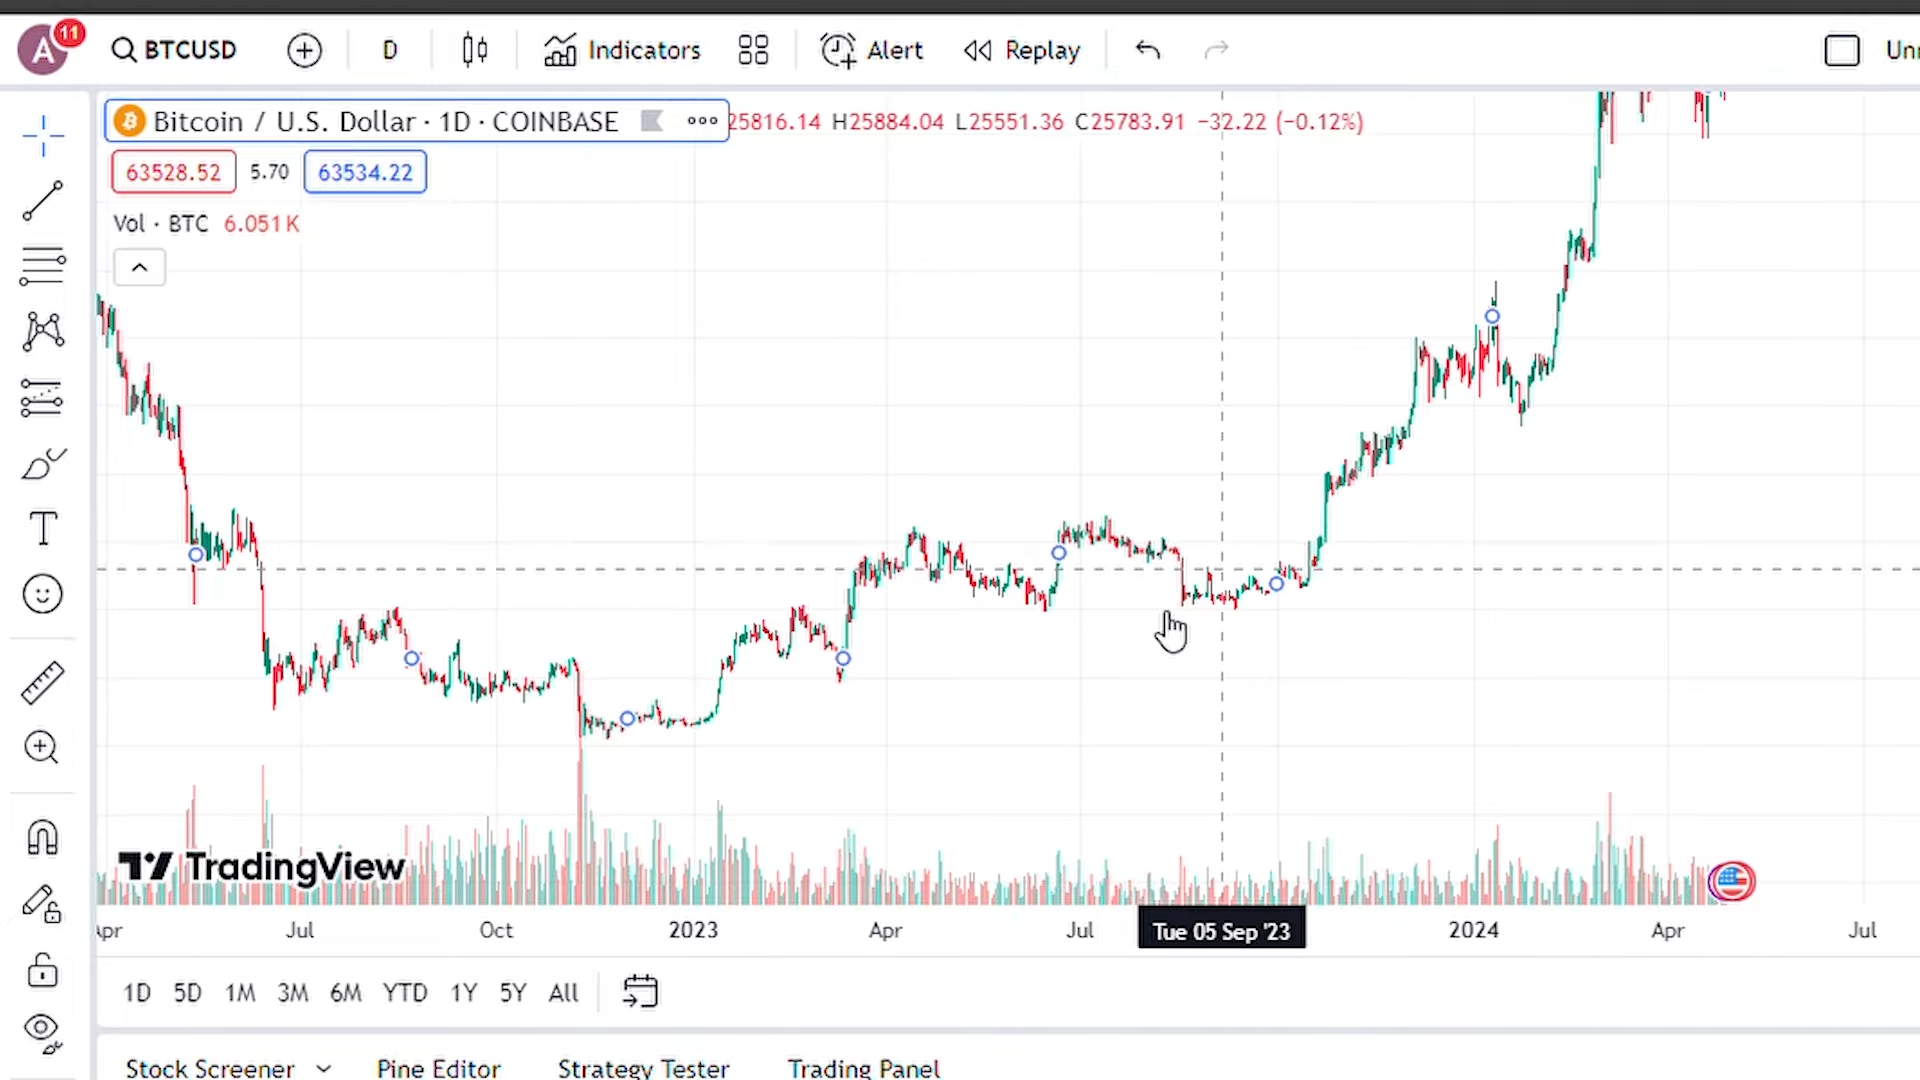 A 11 BTCUSD D Indicators Alert Replay
Bitcoin / U.S. Dollar · 1D · COINBASE 25816.14 H25884.04 L25551.36 C25783.91 −32.22 (−0.12%)
63528.52 5.70 63534.22
Vol · BTC 6.051 K
T
TradingView
Apr Jul Oct 2023 Apr Jul Tue 05 Sep '23 2024 Apr Jul
1D 5D 1M 3M 6M YTD 1Y 5Y All
Stock Screener Pine Editor Strategy Tester Trading Panel